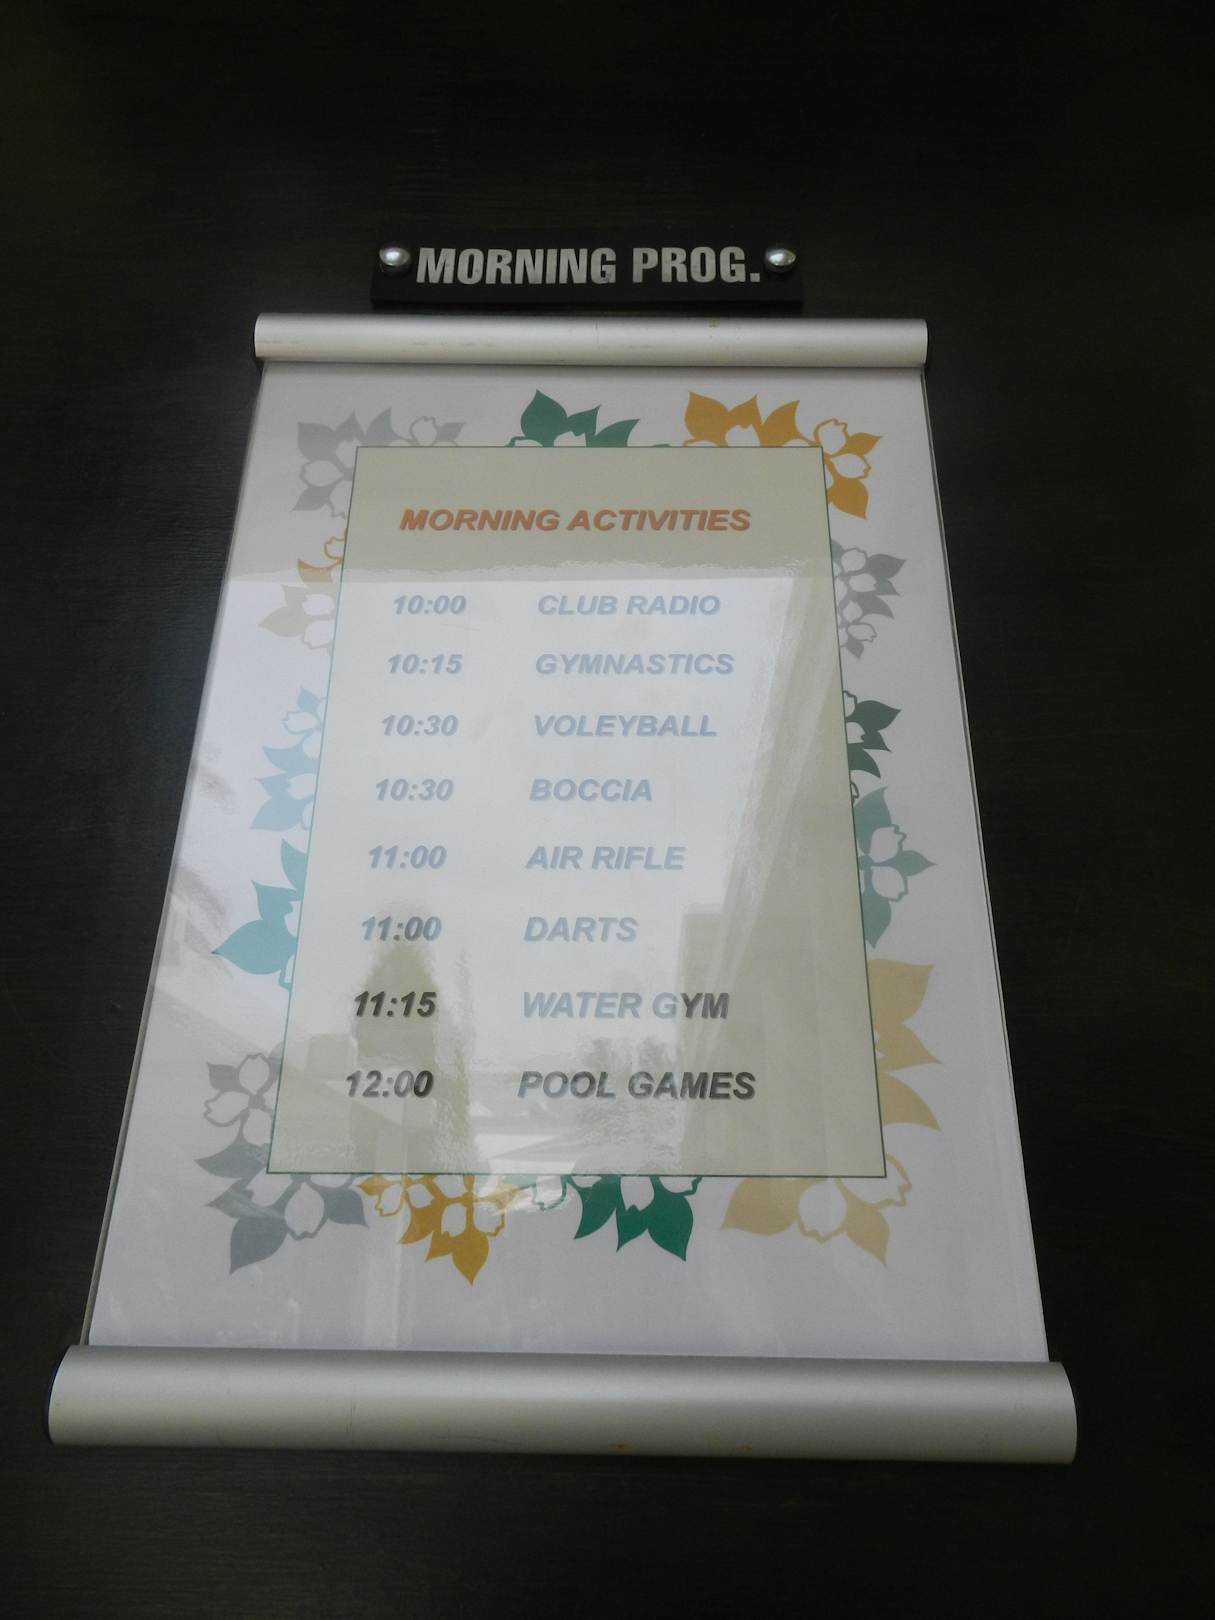 MORNING PROG.
MORNING ACTIVITIES
10:00 CLUB RADIO
10:15 GYMNASTICS
10:30 VOLEYBALL
10:30 BOCCIA
11:00 AIR RIFLE
11:00 DARTS
11:15 WATER GYM
12:00 POOL GAMES